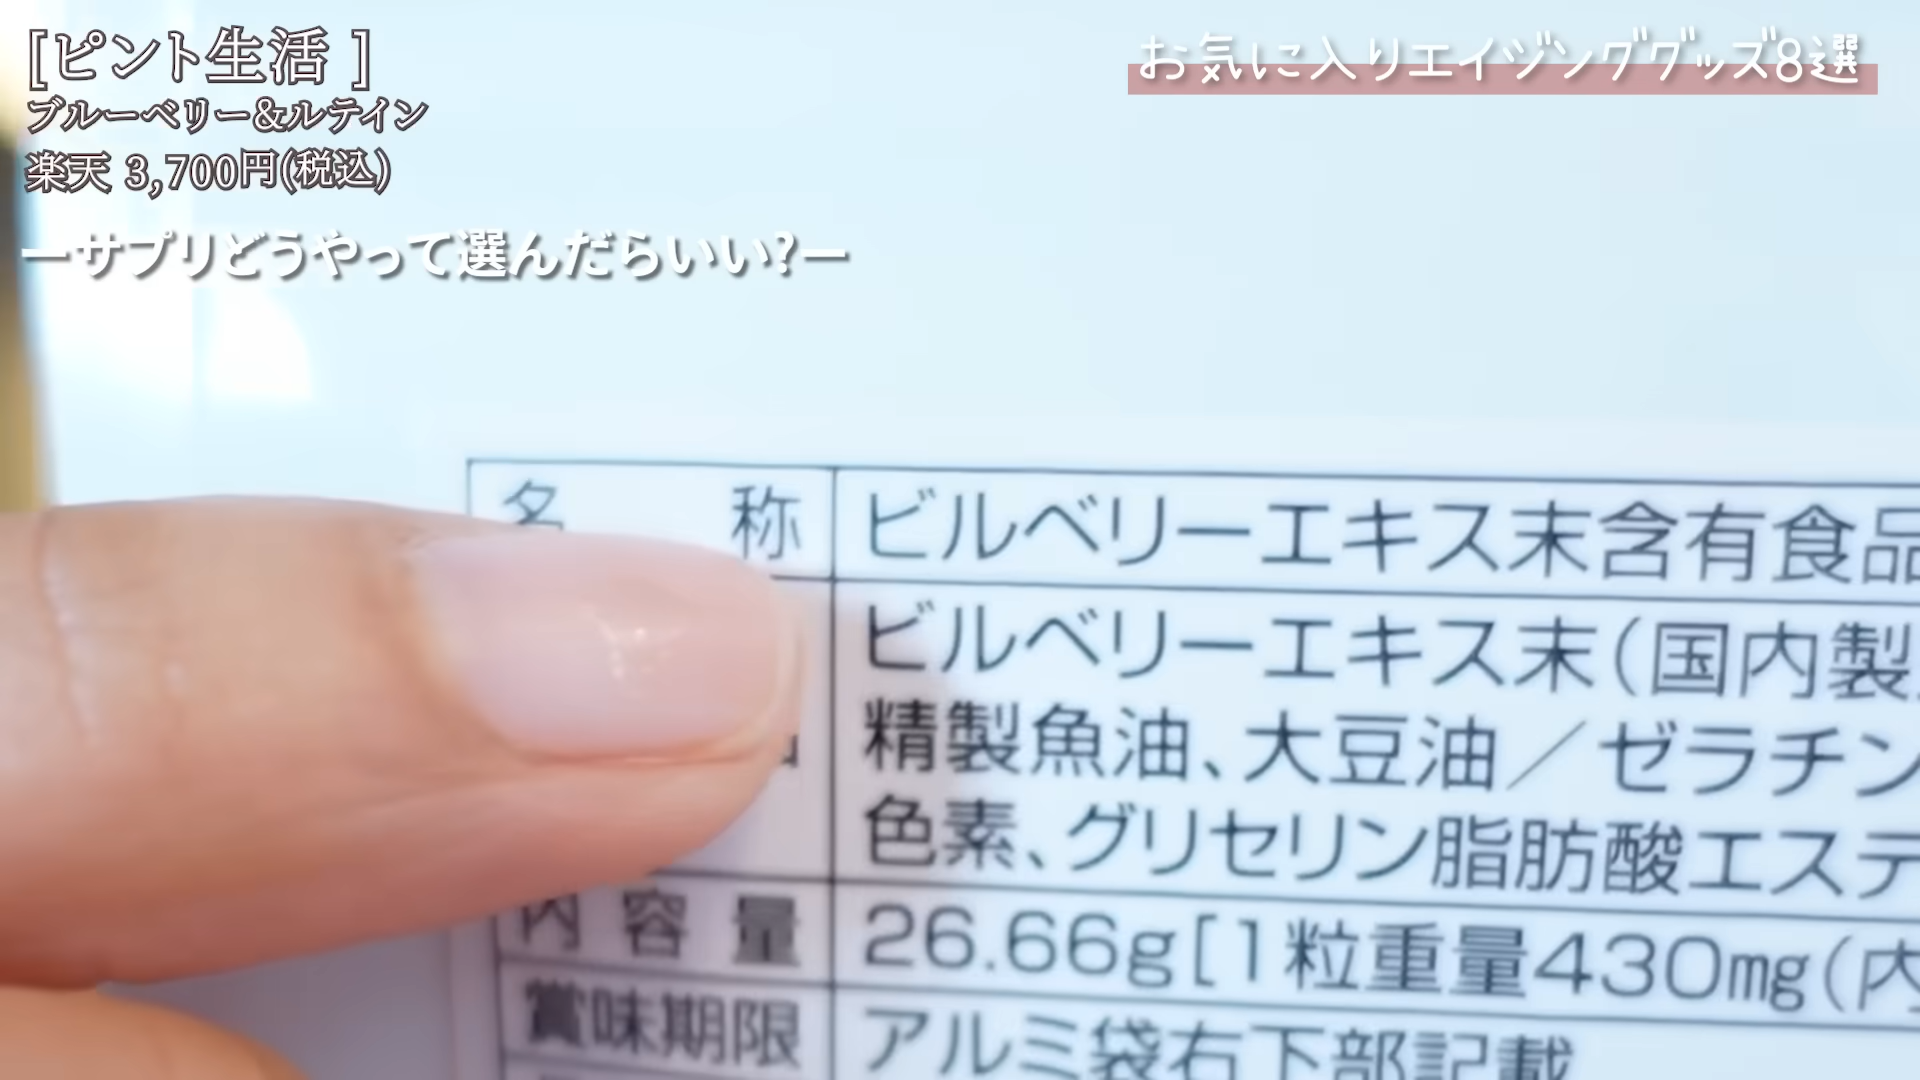 [ピント生活 ]
ブルーベリー&ルテイン
楽天 3,700円(税込)
お気に入りエイジンググッズ8選
ーサプリどうやって選んだらいい?ー
名 称
ビルベリーエキス末含有食品
ビルベリーエキス末(国内製
精製魚油、大豆油/ゼラチン
色素、グリセリン脂肪酸エステ
内 容 量
26.66g[1粒重量430mg(内
賞味期限
アルミ袋右下部記載